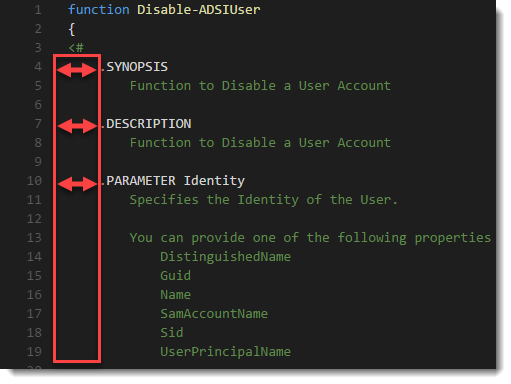 1 function Disable-ADSIUser
2 {
3 <#
4 .SYNOPSIS
5 Function to Disable a User Account
6
7 .DESCRIPTION
8 Function to Disable a User Account
9
10 .PARAMETER Identity
11 Specifies the Identity of the User.
12
13 You can provide one of the following properties
14 DistinguishedName
15 Guid
16 Name
17 SamAccountName
18 Sid
19 UserPrincipalName